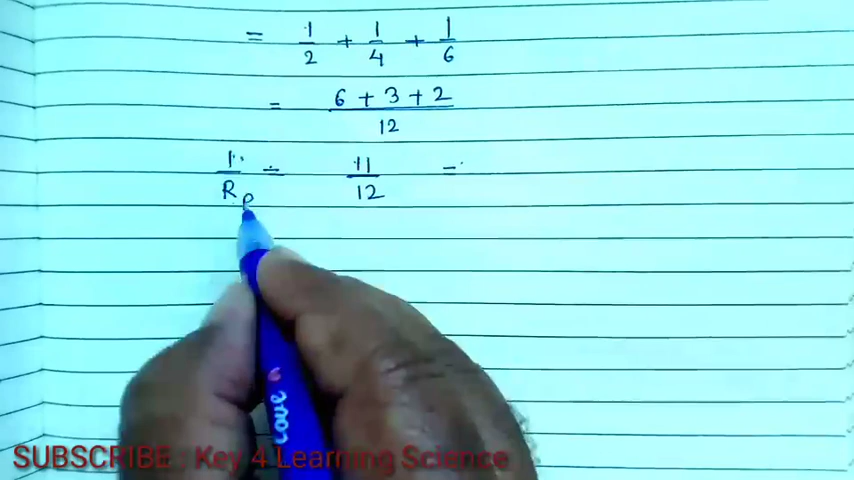 = 1/2 + 1/4 + 1/6
= (6 + 3 + 2)/12
1/Rp = 11/12 =
Love
SUBSCRIBE : Key 4 Learning Science